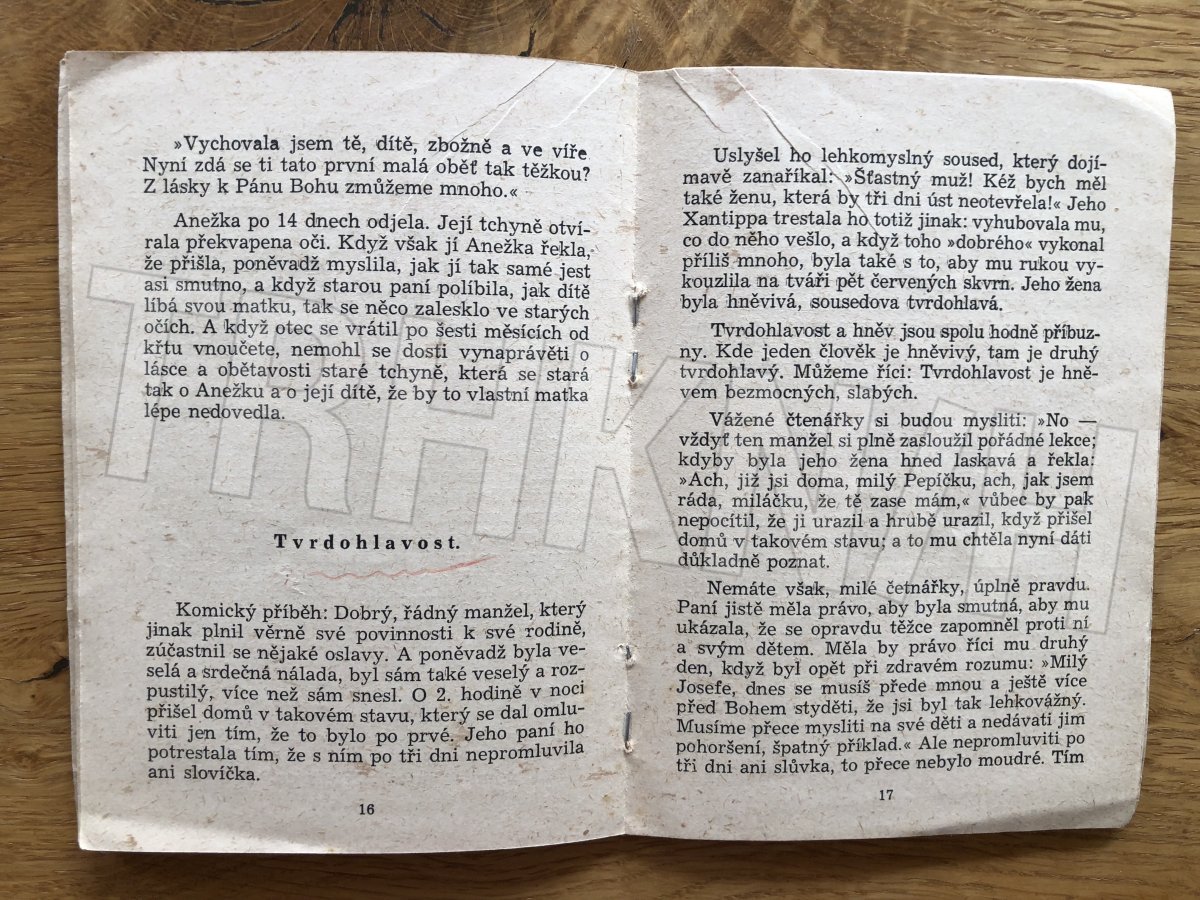 »Vychovala jsem tě, dítě, zbožně a ve víře
Nyní zdá se ti tato první malá oběť tak těžkou?
Z lásky k Pánu Bohu zmůžeme mnoho.«
Anežka po 14 dnech odjela. Její tchyně otví-
rala překvapena oči. Když však jí Anežka řekla,
že přišla, poněvadž myslila, jak jí tak samé jest
asi smutno, a když starou paní políbila, jak dítě
líbá svou matku, tak se něco zalesklo ve starých
očích. A když otec se vrátil po šesti měsících od
křtu vnoučete, nemohl se dosti vynaprávěti o
lásce a obětavosti staré tchyně, která se stará
tak o Anežku a o její dítě, že by to vlastní matka
lépe nedovedla.
Tvrdohlavost.
Komický příběh: Dobrý, řádný manžel, který
jinak plnil věrně své povinnosti k své rodině,
zúčastnil se nějaké oslavy. A poněvadž byla ve-
selá a srdečná nálada, byl sám také veselý a roz-
pustilý, více než sám snesl. O 2. hodině v noci
přišel domů v takovém stavu, který se dal omlu-
viti jen tím, že to bylo po prvé. Jeho paní ho
potrestala tím, že s ním po tři dni nepromluvila
ani slovíčka.
16
Uslyšel ho lehkomyslný soused, který dojí-
mavě zanaříkal: »Šťastný muž! Kéž bych měl
také ženu, která by tři dni úst neotevřela!« Jeho
Xantippa trestala ho totiž jinak: vyhubovala mu,
co do něho vešlo, a když toho »dobrého« vykonal
příliš mnoho, byla také s to, aby mu rukou vy-
kouzlila na tváři pět červených skvrn. Jeho žena
byla hněvivá, sousedova tvrdohlavá.
Tvrdohlavost a hněv jsou spolu hodně příbuz-
ny. Kde jeden člověk je hněvivý, tam je druhý
tvrdohlavý. Můžeme říci: Tvrdohlavost je hně-
vem bezmocných, slabých.
Vážené čtenářky si budou mysliti: »No —
vždyť ten manžel si plně zasloužil pořádné lekce;
kdyby byla jeho žena hned laskavá a řekla:
»Ach, již jsi doma, milý Pepíčku, ach, jak jsem
ráda, miláčku, že tě zase mám,« vůbec by pak
nepocítil, že ji urazil a hrubě urazil, když přišel
domů v takovém stavu; a to mu chtěla nyní dáti
důkladně poznat.
Nemáte však, milé četnářky, úplně pravdu.
Paní jistě měla právo, aby byla smutná, aby mu
ukázala, že se opravdu těžce zapomněl proti ní
a svým dětem. Měla by právo říci mu druhý
den, když byl opět při zdravém rozumu: »Milý
Josefe, dnes se musíš přede mnou a ještě více
před Bohem styděti, že jsi byl tak lehkovážný.
Musíme přece mysliti na své děti a nedávati jim
pohoršení, špatný příklad.« Ale nepromluviti po
tři dni ani slůvka, to přece nebylo moudré. Tím
17